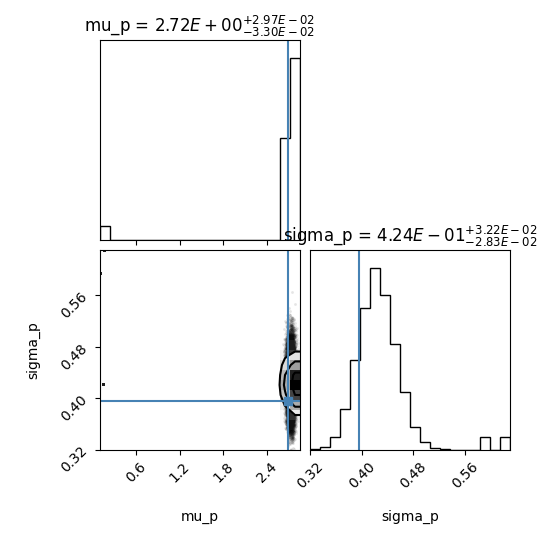 mu_p = 2.72E + 00+2.97E − 02 −3.30E − 02
sigma_p = 4.24E − 01+3.22E − 02 −2.83E − 02
sigma_p
0.56
0.48
0.40
0.32
0.6 1.2 1.8 2.4
0.32 0.40 0.48 0.56
mu_p
sigma_p